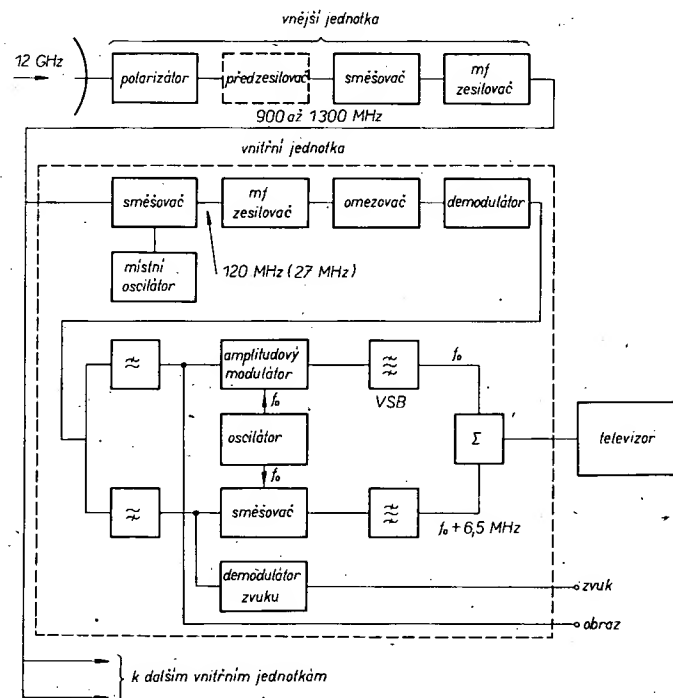 vnější jednotka
12 GHz
polarizátor
předzesilovač
směšovač
mf
zesilovač
900 až 1300 MHz
vnitřní jednotka
směšovač
mf
zesilovač
omezovač
demodulátor
místní
oscilátor
120 MHz (27 MHz)
amplitudový
modulátor
VSB
f₀
f₀
oscilátor
Σ
televizor
f₀
směšovač
f₀ + 6,5 MHz
demodulátor
zvuku
zvuk
obraz
k dalším vnitřním jednotkám